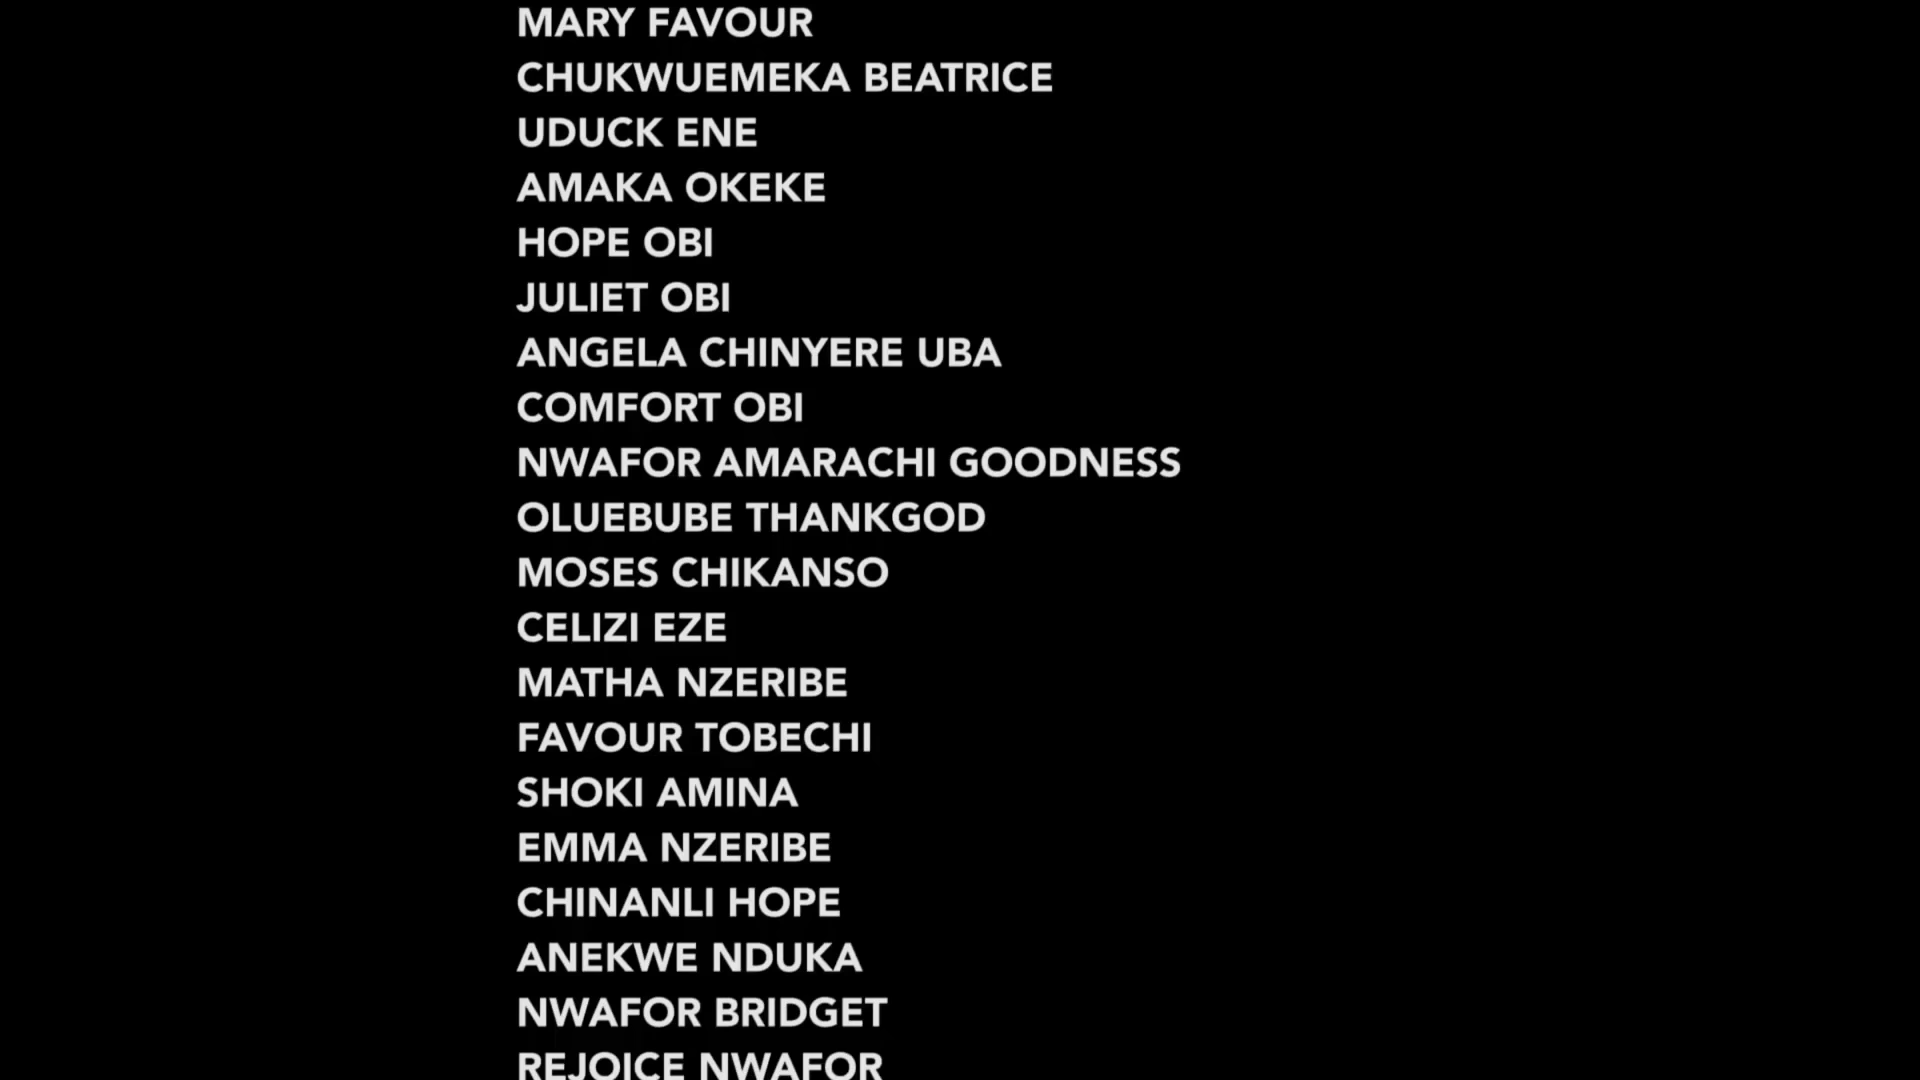 MARY FAVOUR
CHUKWUEMEKA BEATRICE
UDUCK ENE
AMAKA OKEKE
HOPE OBI
JULIET OBI
ANGELA CHINYERE UBA
COMFORT OBI
NWAFOR AMARACHI GOODNESS
OLUEBUBE THANKGOD
MOSES CHIKANSO
CELIZI EZE
MATHA NZERIBE
FAVOUR TOBECHI
SHOKI AMINA
EMMA NZERIBE
CHINANLI HOPE
ANEKWE NDUKA
NWAFOR BRIDGET
REJOICE NWAFOR